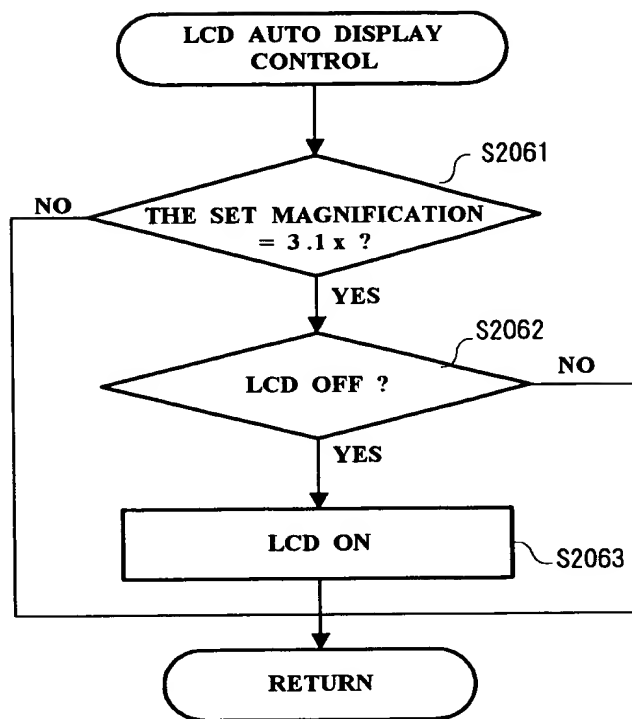 LCD AUTO DISPLAY
CONTROL
S2061
NO
THE SET MAGNIFICATION
= 3.1x ?
YES
S2062
LCD OFF ?
NO
YES
LCD ON
S2063
RETURN